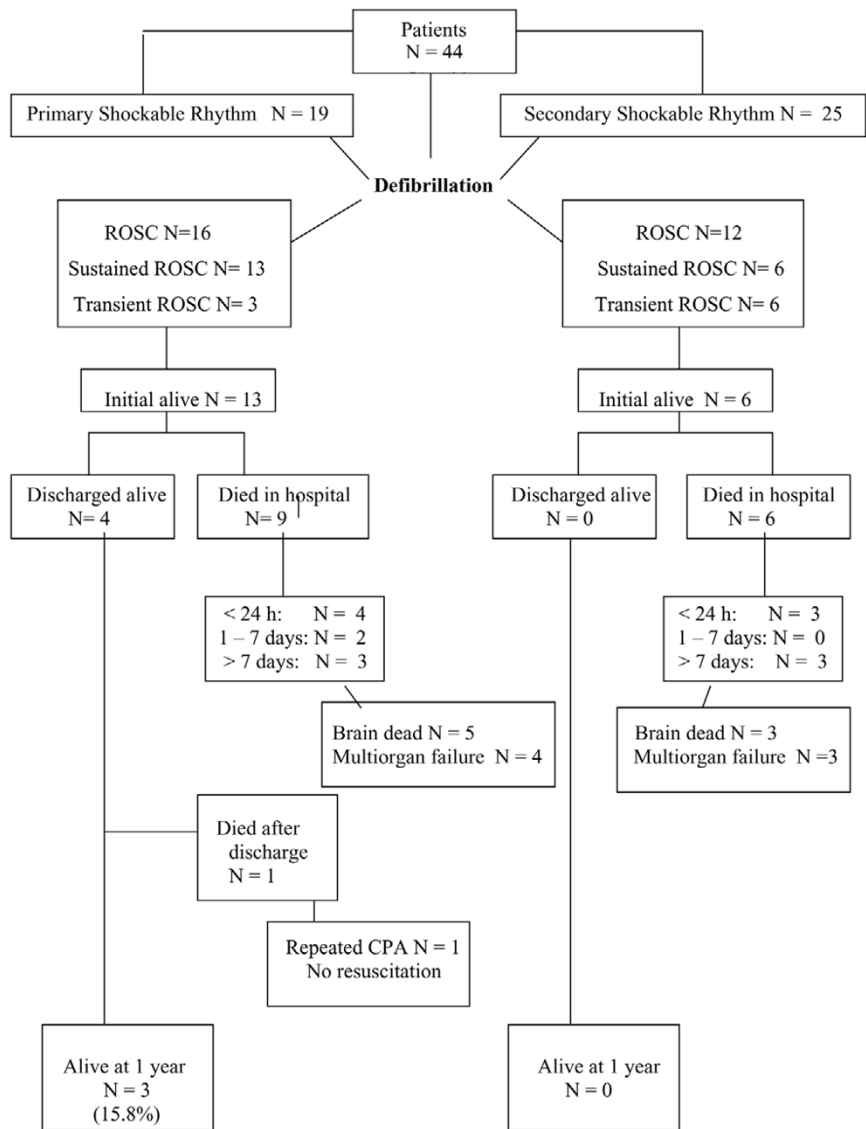 Patients
N = 44
Primary Shockable Rhythm N = 19
Secondary Shockable Rhythm N = 25
Defibrillation
ROSC N=16
Sustained ROSC N= 13
Transient ROSC N= 3
ROSC N=12
Sustained ROSC N= 6
Transient ROSC N= 6
Initial alive N = 13
Initial alive N = 6
Discharged alive
N= 4
Died in hospital
N= 9
Discharged alive
N = 0
Died in hospital
N = 6
< 24 h: N = 4
1 – 7 days: N = 2
> 7 days: N = 3
< 24 h: N = 3
1 – 7 days: N = 0
> 7 days: N = 3
Brain dead N = 5
Multiorgan failure N = 4
Brain dead N = 3
Multiorgan failure N =3
Died after
discharge
N = 1
Repeated CPA N = 1
No resuscitation
Alive at 1 year
N = 3
(15.8%)
Alive at 1 year
N = 0